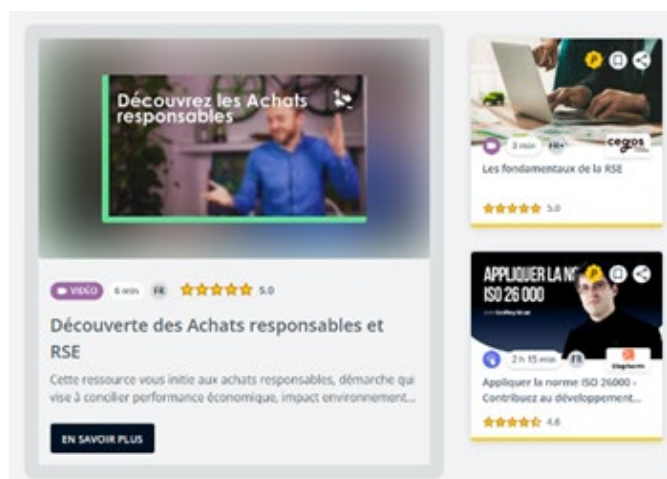 Découvrez les Achats
responsables
VIDÉO 6 min FR 5.0
Découverte des Achats responsables et
RSE
Cette ressource vous initie aux achats responsables, démarche qui
vise à concilier performance économique, impact environnement...
EN SAVOIR PLUS
P
3 min FR+ cegos
Les fondamentaux de la RSE
5.0
APPLIQUER LA N
ISO 26 000
P
2 h 15 min FR
Appliquer la norme ISO 26000 -
Contribuez au développement...
4.6